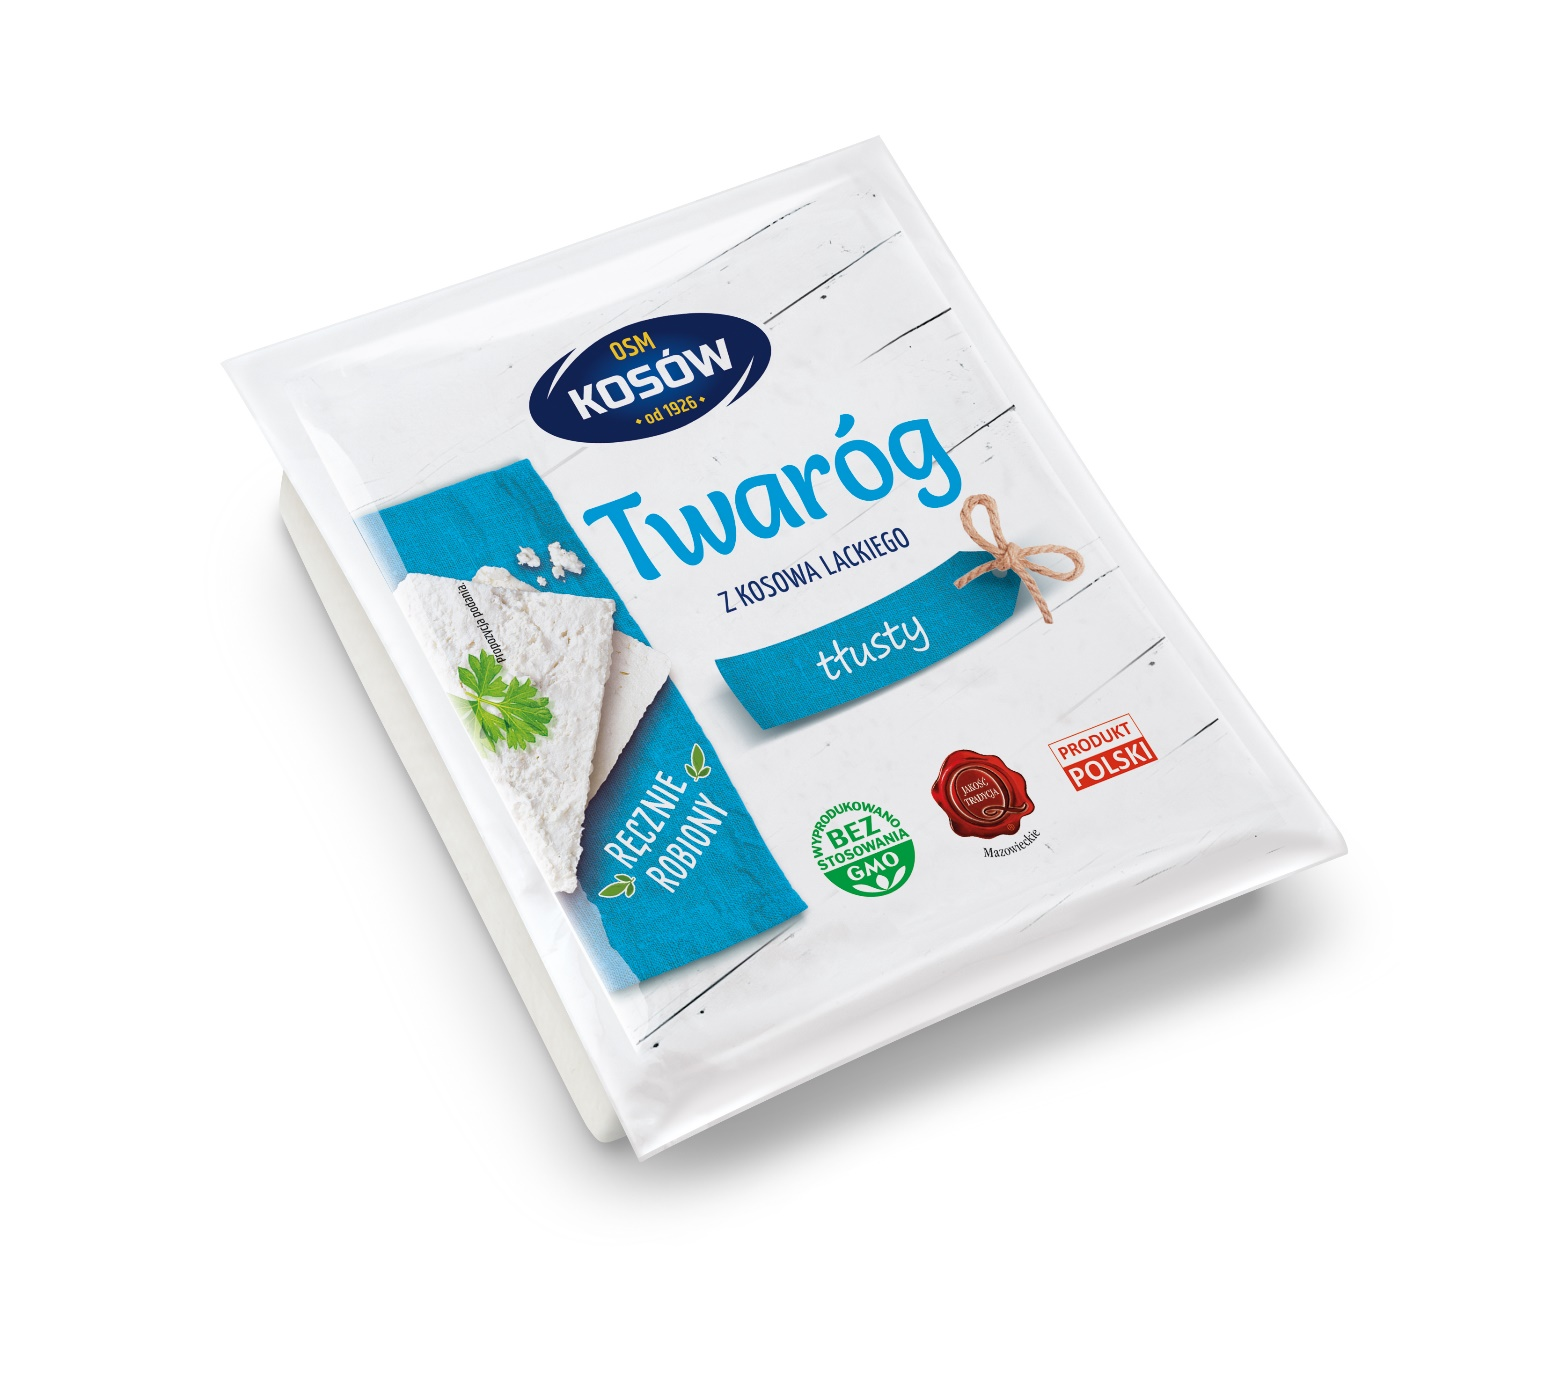 OSM
KOSÓW
od 1926
Twaróg
Z KOSOWA LACKIEGO
tłusty
Propozycja podania.
RĘCZNIE
ROBIONY
WYPRODUKOWANO
BEZ
STOSOWANIA
GMO
JAKOŚĆ
TRADYCJA
Mazowieckie
PRODUKT
POLSKI